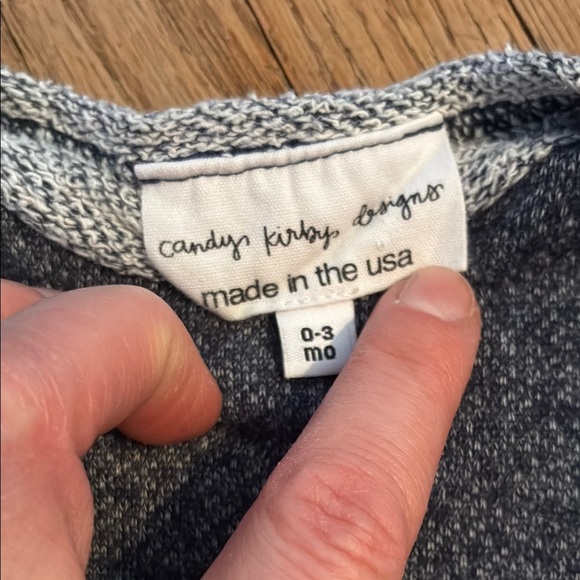 candy kirby designs
made in the usa
0-3
mo